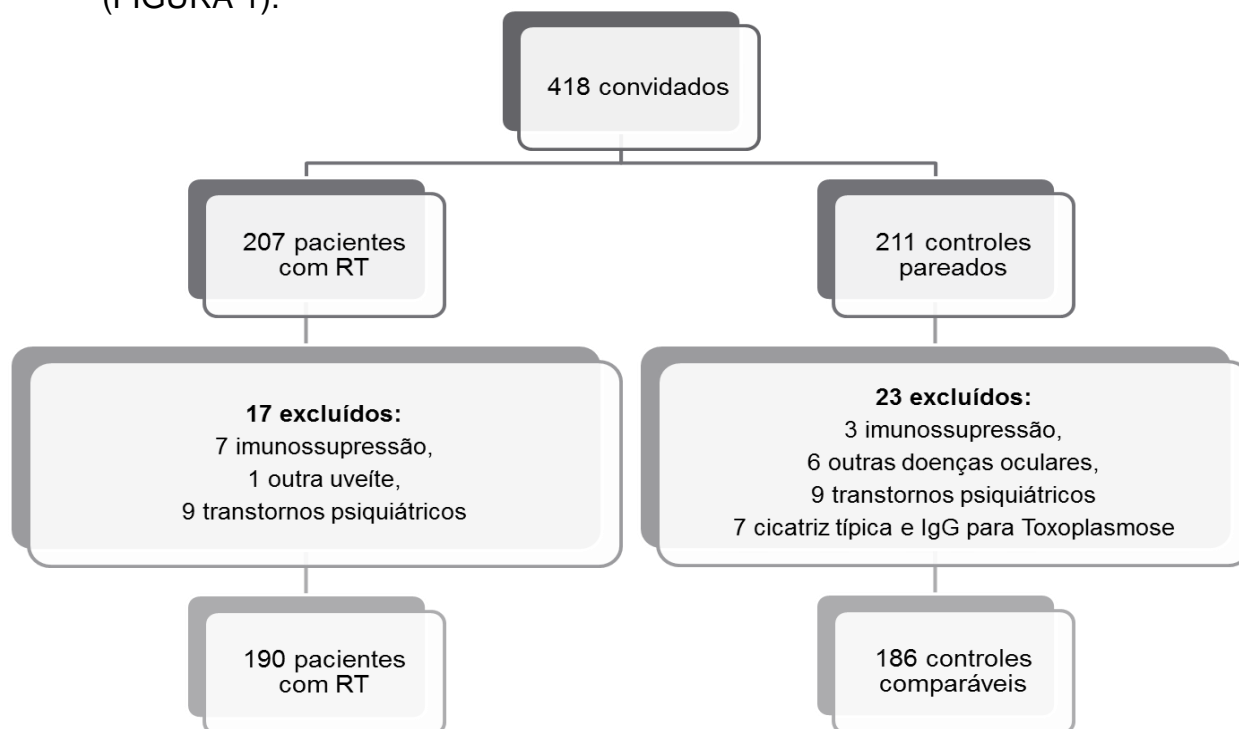 (FIGURA 1).
418 convidados
207 pacientes
com RT
211 controles
pareados
17 excluídos:
7 imunossupressão,
1 outra uveíte,
9 transtornos psiquiátricos
23 excluídos:
3 imunossupressão,
6 outras doenças oculares,
9 transtornos psiquiátricos
7 cicatriz típica e IgG para Toxoplasmose
190 pacientes
com RT
186 controles
comparáveis